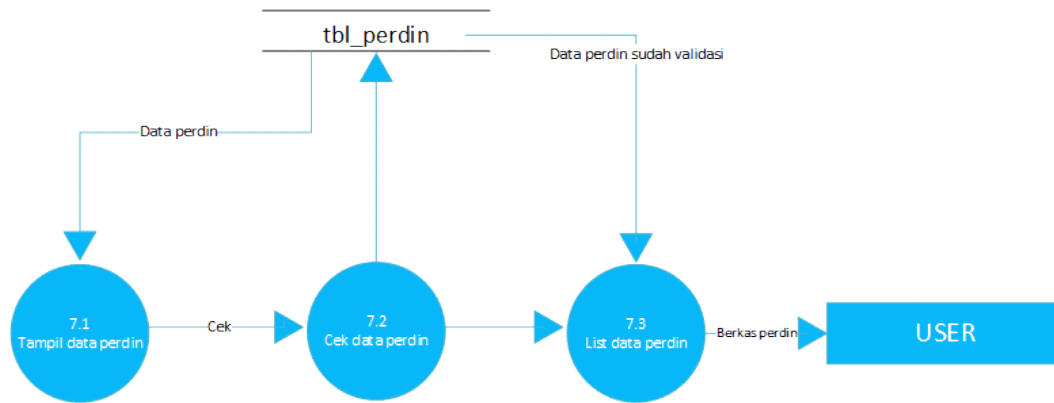 tbl_perdin
Data perdin sudah validasi
Data perdin
7.1
Tampil data perdin
Cek
7.2
Cek data perdin
7.3
List data perdin
Berkas perdin
USER